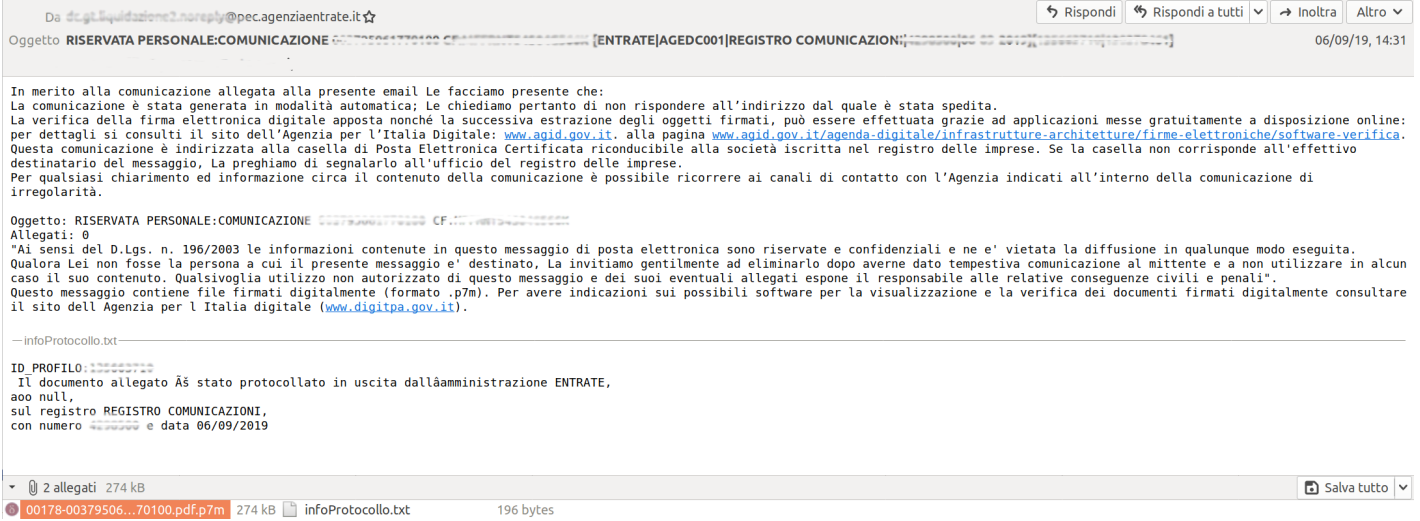 Da @pec.agenziaentrate.it
Rispondi Rispondi a tutti Inoltra Altro
Oggetto RISERVATA PERSONALE:COMUNICAZIONE [ENTRATE|AGEDC001|REGISTRO COMUNICAZIONI| 06/09/19, 14:31
In merito alla comunicazione allegata alla presente email Le facciamo presente che:
La comunicazione è stata generata in modalità automatica; Le chiediamo pertanto di non rispondere all’indirizzo dal quale è stata spedita.
La verifica della firma elettronica digitale apposta nonché la successiva estrazione degli oggetti firmati, può essere effettuata grazie ad applicazioni messe gratuitamente a disposizione online:
per dettagli si consulti il sito dell’Agenzia per l’Italia Digitale: www.agid.gov.it. alla pagina www.agid.gov.it/agenda-digitale/infrastrutture-architetture/firme-elettroniche/software-verifica.
Questa comunicazione è indirizzata alla casella di Posta Elettronica Certificata riconducibile alla società iscritta nel registro delle imprese. Se la casella non corrisponde all'effettivo
destinatario del messaggio, La preghiamo di segnalarlo all'ufficio del registro delle imprese.
Per qualsiasi chiarimento ed informazione circa il contenuto della comunicazione è possibile ricorrere ai canali di contatto con l’Agenzia indicati all’interno della comunicazione di
irregolarità.
Oggetto: RISERVATA PERSONALE:COMUNICAZIONE CF.
Allegati: 0
"Ai sensi del D.Lgs. n. 196/2003 le informazioni contenute in questo messaggio di posta elettronica sono riservate e confidenziali e ne e' vietata la diffusione in qualunque modo eseguita.
Qualora Lei non fosse la persona a cui il presente messaggio e' destinato, La invitiamo gentilmente ad eliminarlo dopo averne dato tempestiva comunicazione al mittente e a non utilizzare in alcun
caso il suo contenuto. Qualsivoglia utilizzo non autorizzato di questo messaggio e dei suoi eventuali allegati espone il responsabile alle relative conseguenze civili e penali".
Questo messaggio contiene file firmati digitalmente (formato .p7m). Per avere indicazioni sui possibili software per la visualizzazione e la verifica dei documenti firmati digitalmente consultare
il sito dell Agenzia per l Italia digitale (www.digitpa.gov.it).
infoProtocollo.txt
ID_PROFILO:
Il documento allegato Ãš stato protocollato in uscita dallâamministrazione ENTRATE,
aoo null,
sul registro REGISTRO COMUNICAZIONI,
con numero e data 06/09/2019
2 allegati 274 kB Salva tutto
00178-00379506...70100.pdf.p7m 274 kB infoProtocollo.txt 196 bytes